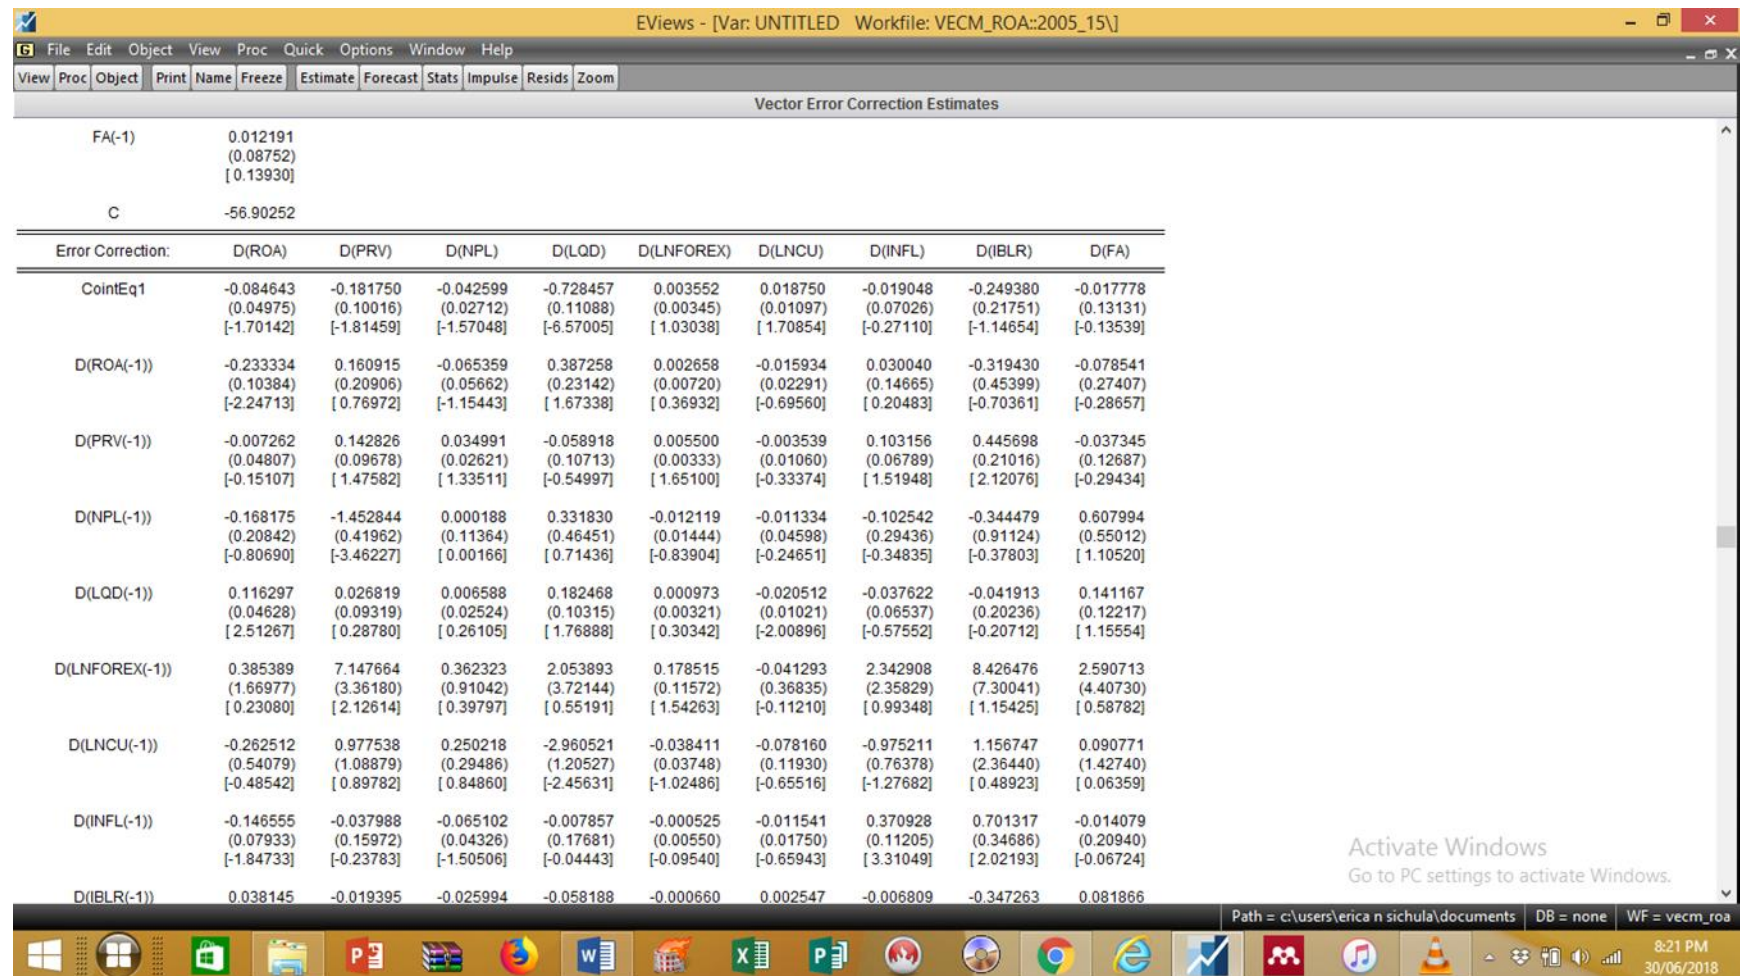 EViews - [Var: UNTITLED Workfile: VECM_ROA::2005_15\]
File Edit Object View Proc Quick Options Window Help
View Proc Object Print Name Freeze Estimate Forecast Stats Impulse Resids Zoom
Vector Error Correction Estimates
FA(-1) 0.012191
(0.08752)
[ 0.13930]
C -56.90252
Error Correction: D(ROA) D(PRV) D(NPL) D(LQD) D(LNFOREX) D(LNCU) D(INFL) D(IBLR) D(FA)
CointEq1 -0.084643 -0.181750 -0.042599 -0.728457 0.003552 0.018750 -0.019048 -0.249380 -0.017778
(0.04975) (0.10016) (0.02712) (0.11088) (0.00345) (0.01097) (0.07026) (0.21751) (0.13131)
[-1.70142] [-1.81459] [-1.57048] [-6.57005] [ 1.03038] [ 1.70854] [-0.27110] [-1.14654] [-0.13539]
D(ROA(-1)) -0.233334 0.160915 -0.065359 0.387258 0.002658 -0.015934 0.030040 -0.319430 -0.078541
(0.10384) (0.20906) (0.05662) (0.23142) (0.00720) (0.02291) (0.14665) (0.45399) (0.27407)
[-2.24713] [ 0.76972] [-1.15443] [ 1.67338] [ 0.36932] [-0.69560] [ 0.20483] [-0.70361] [-0.28657]
D(PRV(-1)) -0.007262 0.142826 0.034991 -0.058918 0.005500 -0.003539 0.103156 0.445698 -0.037345
(0.04807) (0.09678) (0.02621) (0.10713) (0.00333) (0.01060) (0.06789) (0.21016) (0.12687)
[-0.15107] [ 1.47582] [ 1.33511] [-0.54997] [ 1.65100] [-0.33374] [ 1.51948] [ 2.12076] [-0.29434]
D(NPL(-1)) -0.168175 -1.452844 0.000188 0.331830 -0.012119 -0.011334 -0.102542 -0.344479 0.607994
(0.20842) (0.41962) (0.11364) (0.46451) (0.01444) (0.04598) (0.29436) (0.91124) (0.55012)
[-0.80690] [-3.46227] [ 0.00166] [ 0.71436] [-0.83904] [-0.24651] [-0.34835] [-0.37803] [ 1.10520]
D(LQD(-1)) 0.116297 0.026819 0.006588 0.182468 0.000973 -0.020512 -0.037622 -0.041913 0.141167
(0.04628) (0.09319) (0.02524) (0.10315) (0.00321) (0.01021) (0.06537) (0.20236) (0.12217)
[ 2.51267] [ 0.28780] [ 0.26105] [ 1.76888] [ 0.30342] [-2.00896] [-0.57552] [-0.20712] [ 1.15554]
D(LNFOREX(-1)) 0.385389 7.147664 0.362323 2.053893 0.178515 -0.041293 2.342908 8.426476 2.590713
(1.66977) (3.36180) (0.91042) (3.72144) (0.11572) (0.36835) (2.35829) (7.30041) (4.40730)
[ 0.23080] [ 2.12614] [ 0.39797] [ 0.55191] [ 1.54263] [-0.11210] [ 0.99348] [ 1.15425] [ 0.58782]
D(LNCU(-1)) -0.262512 0.977538 0.250218 -2.960521 -0.038411 -0.078160 -0.975211 1.156747 0.090771
(0.54079) (1.08879) (0.29486) (1.20527) (0.03748) (0.11930) (0.76378) (2.36440) (1.42740)
[-0.48542] [ 0.89782] [ 0.84860] [-2.45631] [-1.02486] [-0.65516] [-1.27682] [ 0.48923] [ 0.06359]
D(INFL(-1)) -0.146555 -0.037988 -0.065102 -0.007857 -0.000525 -0.011541 0.370928 0.701317 -0.014079
(0.07933) (0.15972) (0.04326) (0.17681) (0.00550) (0.01750) (0.11205) (0.34686) (0.20940)
[-1.84733] [-0.23783] [-1.50506] [-0.04443] [-0.09540] [-0.65943] [ 3.31049] [ 2.02193] [-0.06724]
D(IBLR(-1)) 0.038145 -0.019395 -0.025994 -0.058188 -0.000660 0.002547 -0.006809 -0.347263 0.081866
Activate Windows
Go to PC settings to activate Windows.
Path = c:\users\erica n sichula\documents DB = none WF = vecm_roa
8:21 PM
30/06/2018